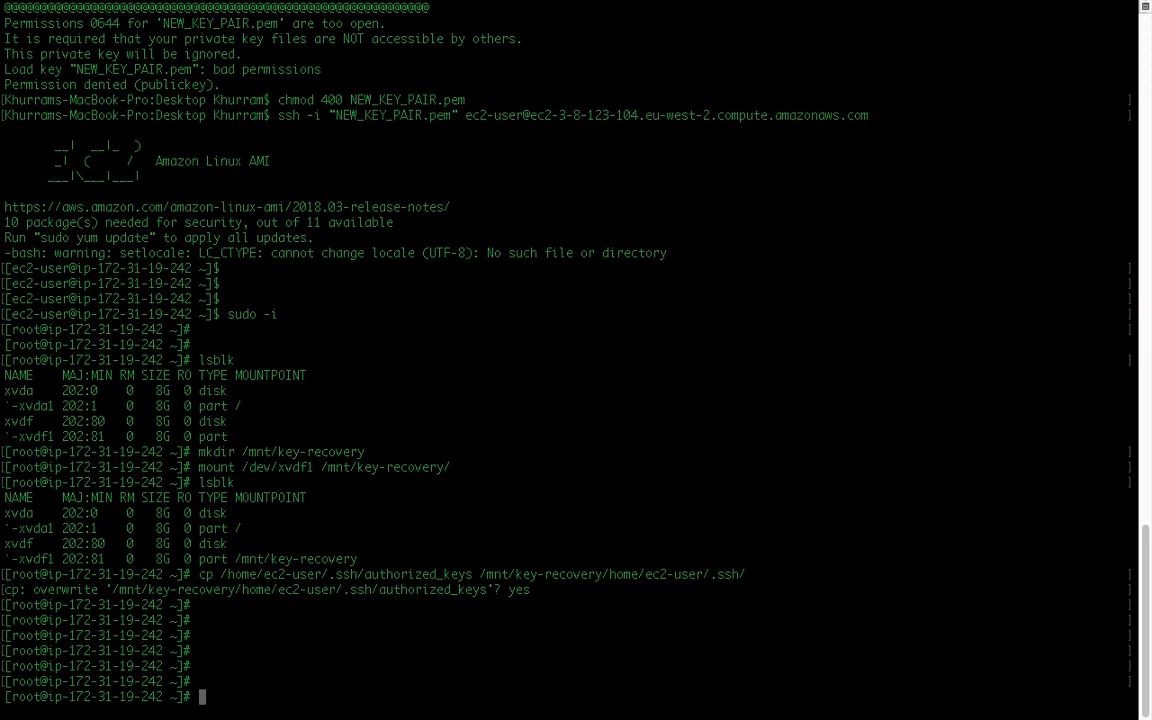 @@@@@@@@@@@@@@@@@@@@@@@@@@@@@@@@@@@@@@@@@@@@@@@@@@@@@@@@@@@
Permissions 0644 for 'NEW_KEY_PAIR.pem' are too open.
It is required that your private key files are NOT accessible by others.
This private key will be ignored.
Load key "NEW_KEY_PAIR.pem": bad permissions
Permission denied (publickey).
[Khurrams-MacBook-Pro:Desktop Khurram$ chmod 400 NEW_KEY_PAIR.pem ]
[Khurrams-MacBook-Pro:Desktop Khurram$ ssh -i "NEW_KEY_PAIR.pem" ec2-user@ec2-3-8-123-104.eu-west-2.compute.amazonaws.com ]
__|  __|_  )
_|  (     /   Amazon Linux AMI
___|\___|___|
https://aws.amazon.com/amazon-linux-ami/2018.03-release-notes/
10 package(s) needed for security, out of 11 available
Run "sudo yum update" to apply all updates.
-bash: warning: setlocale: LC_CTYPE: cannot change locale (UTF-8): No such file or directory
[[ec2-user@ip-172-31-19-242 ~]$ ]
[[ec2-user@ip-172-31-19-242 ~]$ ]
[[ec2-user@ip-172-31-19-242 ~]$ ]
[[ec2-user@ip-172-31-19-242 ~]$ sudo -i ]
[[root@ip-172-31-19-242 ~]# ]
[root@ip-172-31-19-242 ~]#
[[root@ip-172-31-19-242 ~]# lsblk ]
NAME    MAJ:MIN RM SIZE RO TYPE MOUNTPOINT
xvda    202:0    0   8G  0 disk
`-xvda1 202:1    0   8G  0 part /
xvdf    202:80   0   8G  0 disk
`-xvdf1 202:81   0   8G  0 part
[[root@ip-172-31-19-242 ~]# mkdir /mnt/key-recovery ]
[[root@ip-172-31-19-242 ~]# mount /dev/xvdf1 /mnt/key-recovery/ ]
[[root@ip-172-31-19-242 ~]# lsblk ]
NAME    MAJ:MIN RM SIZE RO TYPE MOUNTPOINT
xvda    202:0    0   8G  0 disk
`-xvda1 202:1    0   8G  0 part /
xvdf    202:80   0   8G  0 disk
`-xvdf1 202:81   0   8G  0 part /mnt/key-recovery
[[root@ip-172-31-19-242 ~]# cp /home/ec2-user/.ssh/authorized_keys /mnt/key-recovery/home/ec2-user/.ssh/ ]
[cp: overwrite '/mnt/key-recovery/home/ec2-user/.ssh/authorized_keys'? yes ]
[[root@ip-172-31-19-242 ~]# ]
[[root@ip-172-31-19-242 ~]# ]
[[root@ip-172-31-19-242 ~]# ]
[[root@ip-172-31-19-242 ~]# ]
[[root@ip-172-31-19-242 ~]# ]
[[root@ip-172-31-19-242 ~]# ]
[root@ip-172-31-19-242 ~]#